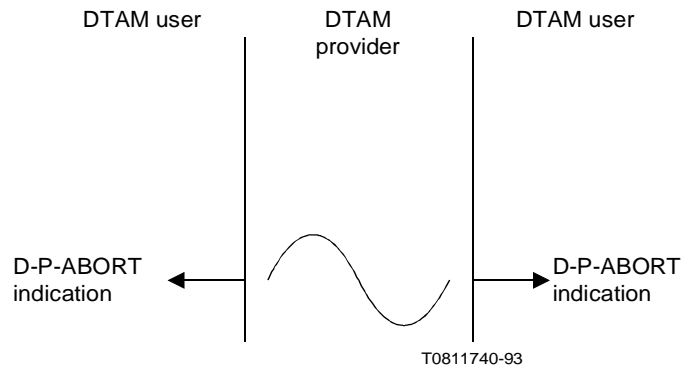 DTAM user
DTAM
provider
DTAM user
D-P-ABORT
indication
D-P-ABORT
indication
T0811740-93